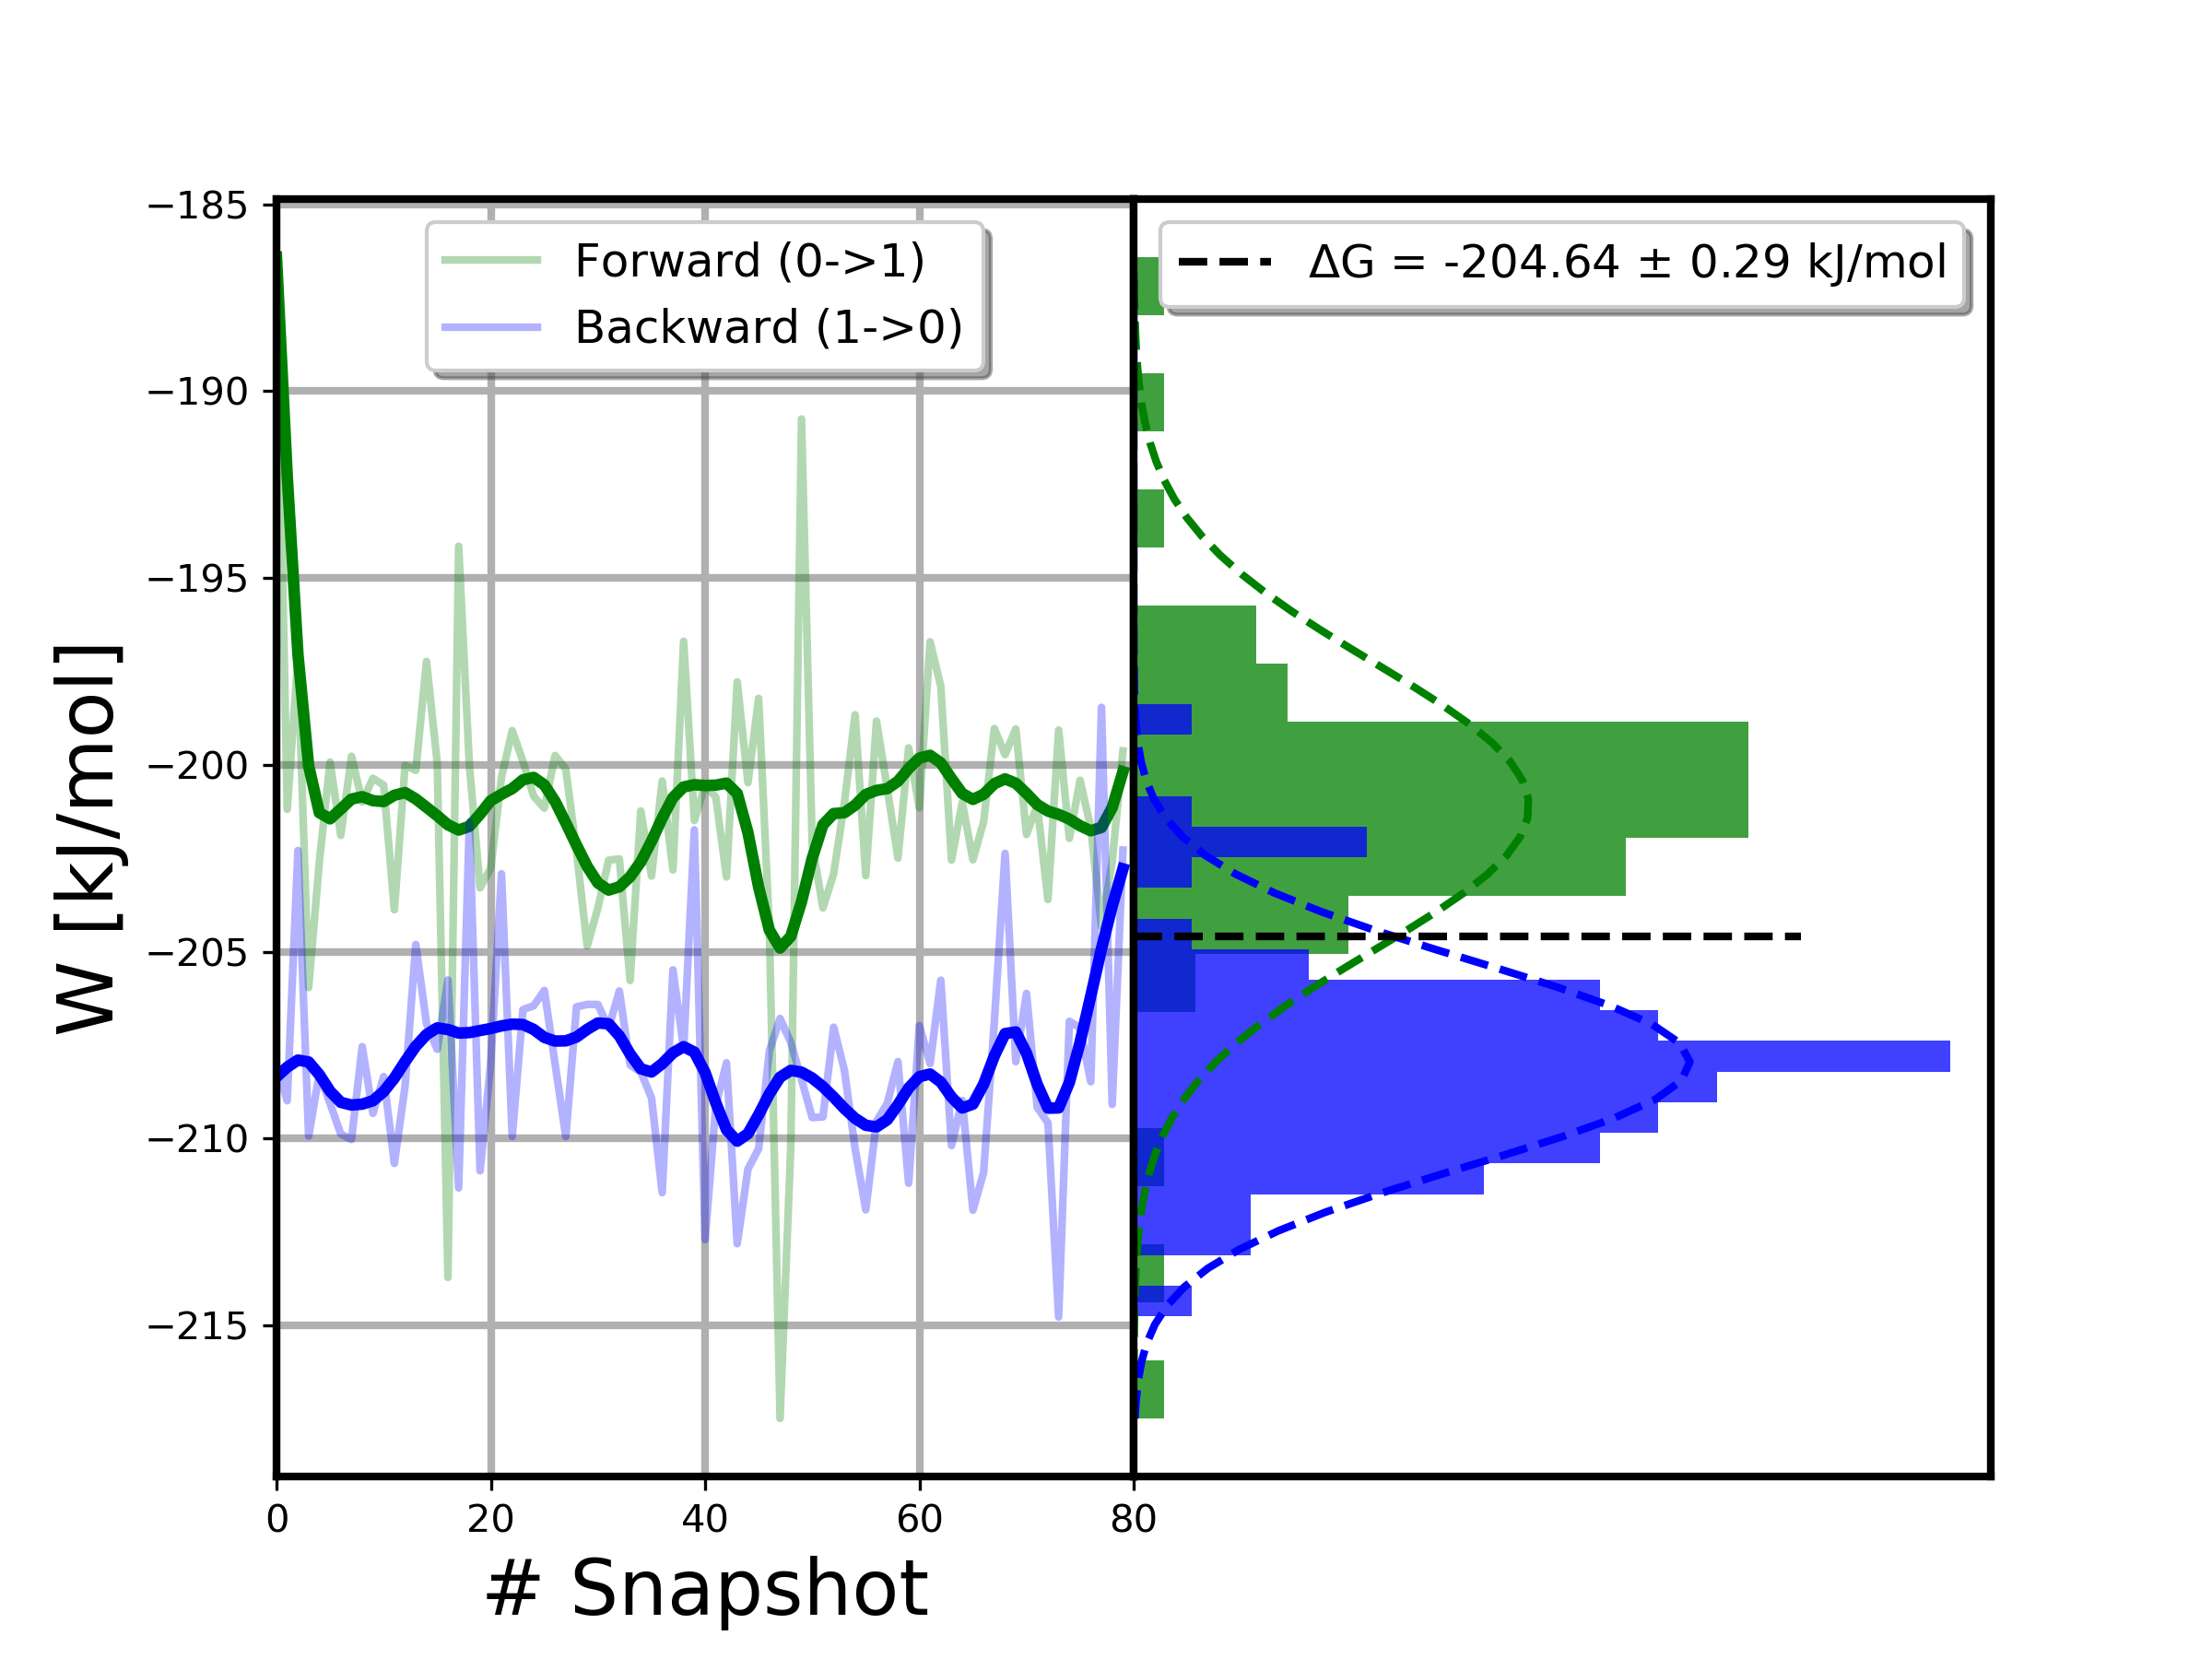 −185
−190
−195
−200
−205
−210
−215
W [kJ/mol]
Forward (0->1)
Backward (1->0)
ΔG = -204.64 ± 0.29 kJ/mol
0 20 40 60 80
# Snapshot